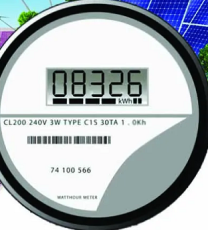 08326
kWh
CL200 240V 3W TYPE C15 30TA 1 . 0Kh
74 100 566
WATTHOUR METER